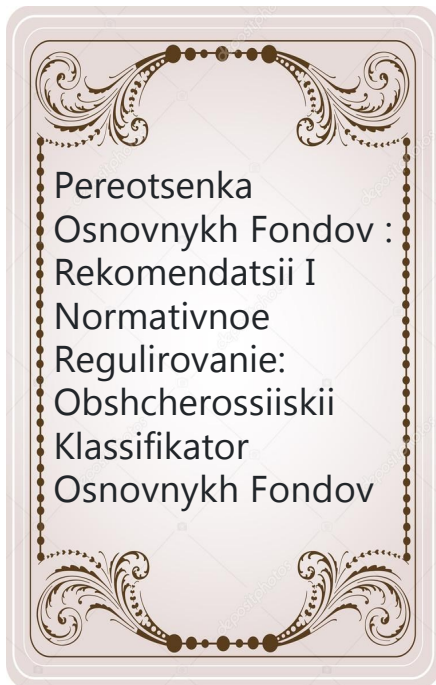 Pereotsenka
Osnovnykh Fondov :
Rekomendatsii I
Normativnoe
Regulirovanie:
Obshcherossiiskii
Klassifikator
Osnovnykh Fondov